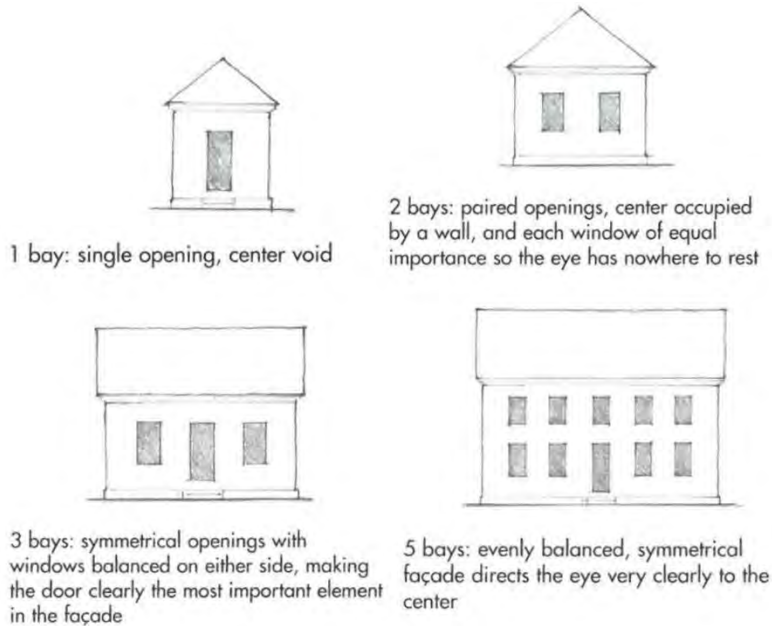 1 bay: single opening, center void
2 bays: paired openings, center occupied
by a wall, and each window of equal
importance so the eye has nowhere to rest
3 bays: symmetrical openings with
windows balanced on either side, making
the door clearly the most important element
in the façade
5 bays: evenly balanced, symmetrical
façade directs the eye very clearly to the
center